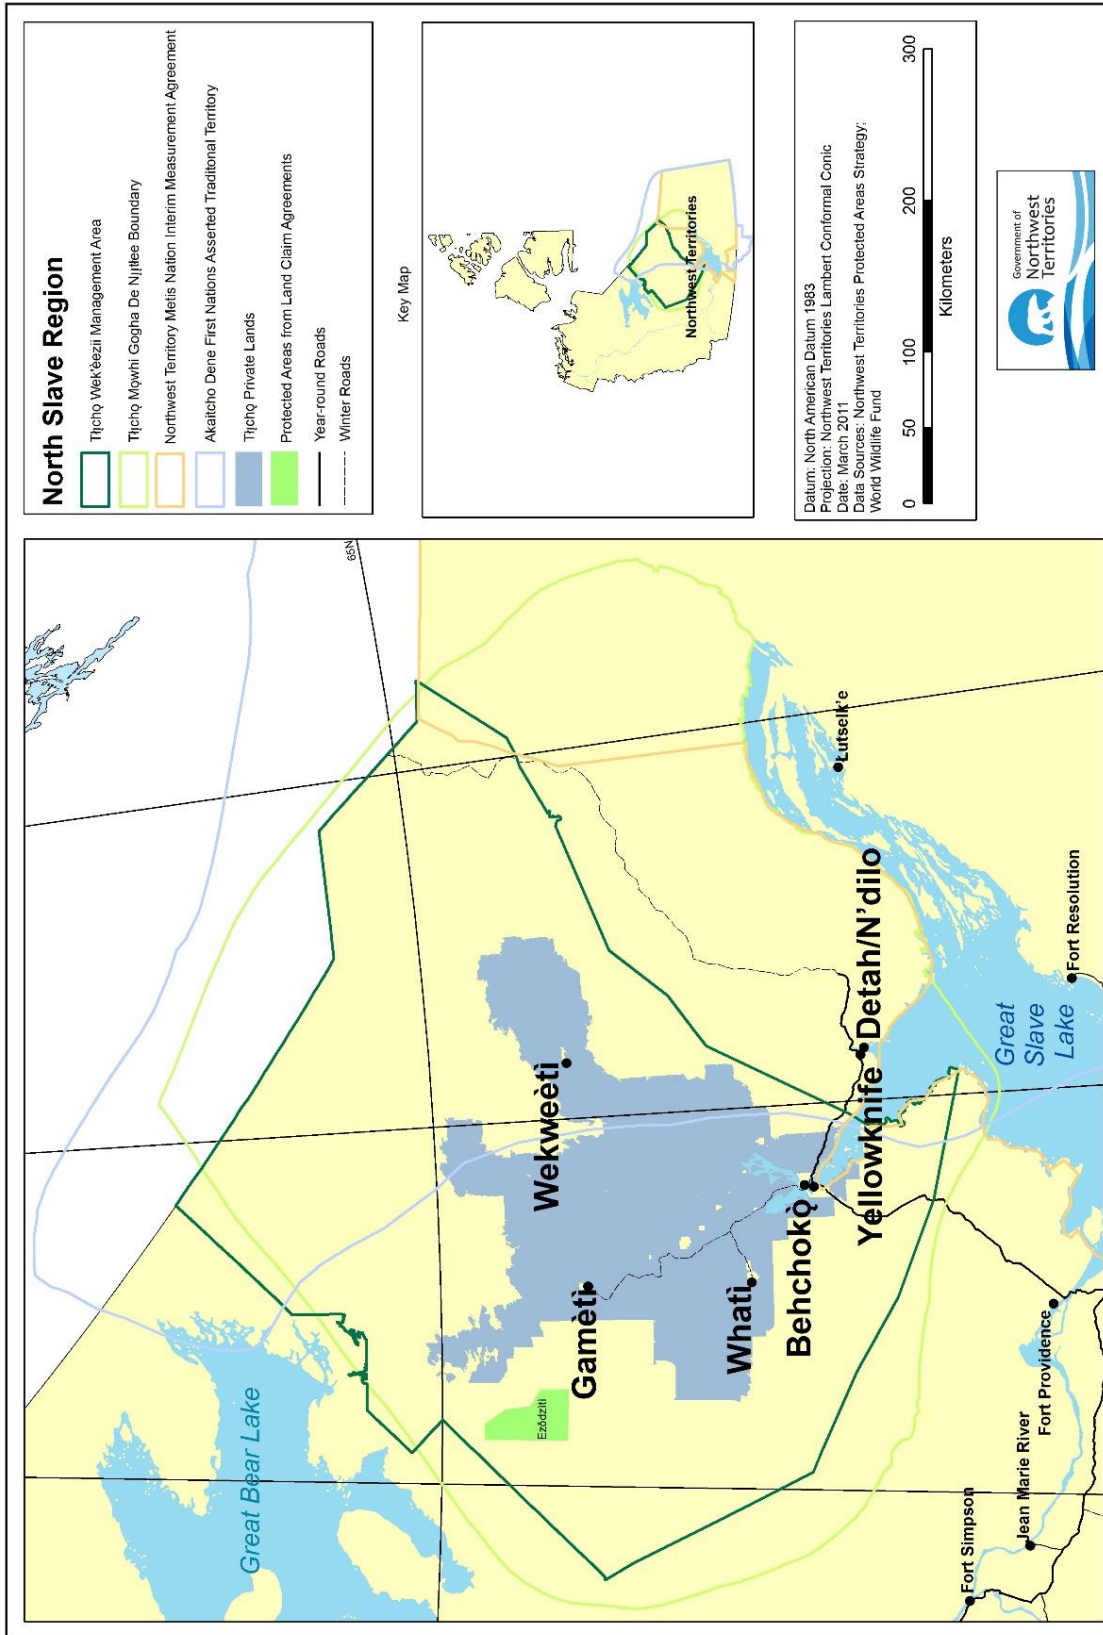 North Slave Region
Tłı̨chǫ Wek'èezìi Management Area
Tłı̨chǫ Mǫwhì Gogha De Nı̨ı̨tłee Boundary
Northwest Territory Metis Nation Interim Measurement Agreement
Akaitcho Dene First Nations Asserted Traditonal Territory
Tłı̨chǫ Private Lands
Protected Areas from Land Claim Agreements
Year-round Roads
Winter Roads
Key Map
Northwest Territories
Datum: North American Datum 1983
Projection: Northwest Territories Lambert Conformal Conic
Date: March 2011
Data Sources: Northwest Territories Protected Areas Strategy;
World Wildlife Fund
0 50 100 200 300
Kilometers
Government of
Northwest
Territories
65N
Great Bear Lake
Ezǫ̀dzìtì
Gamètì
Wekweètì
Whatì
Behchokǫ̀
Yellowknife
Detah/N'dilo
Lutselk'e
Great
Slave
Lake
Fort Resolution
Fort Providence
Jean Marie River
Fort Simpson